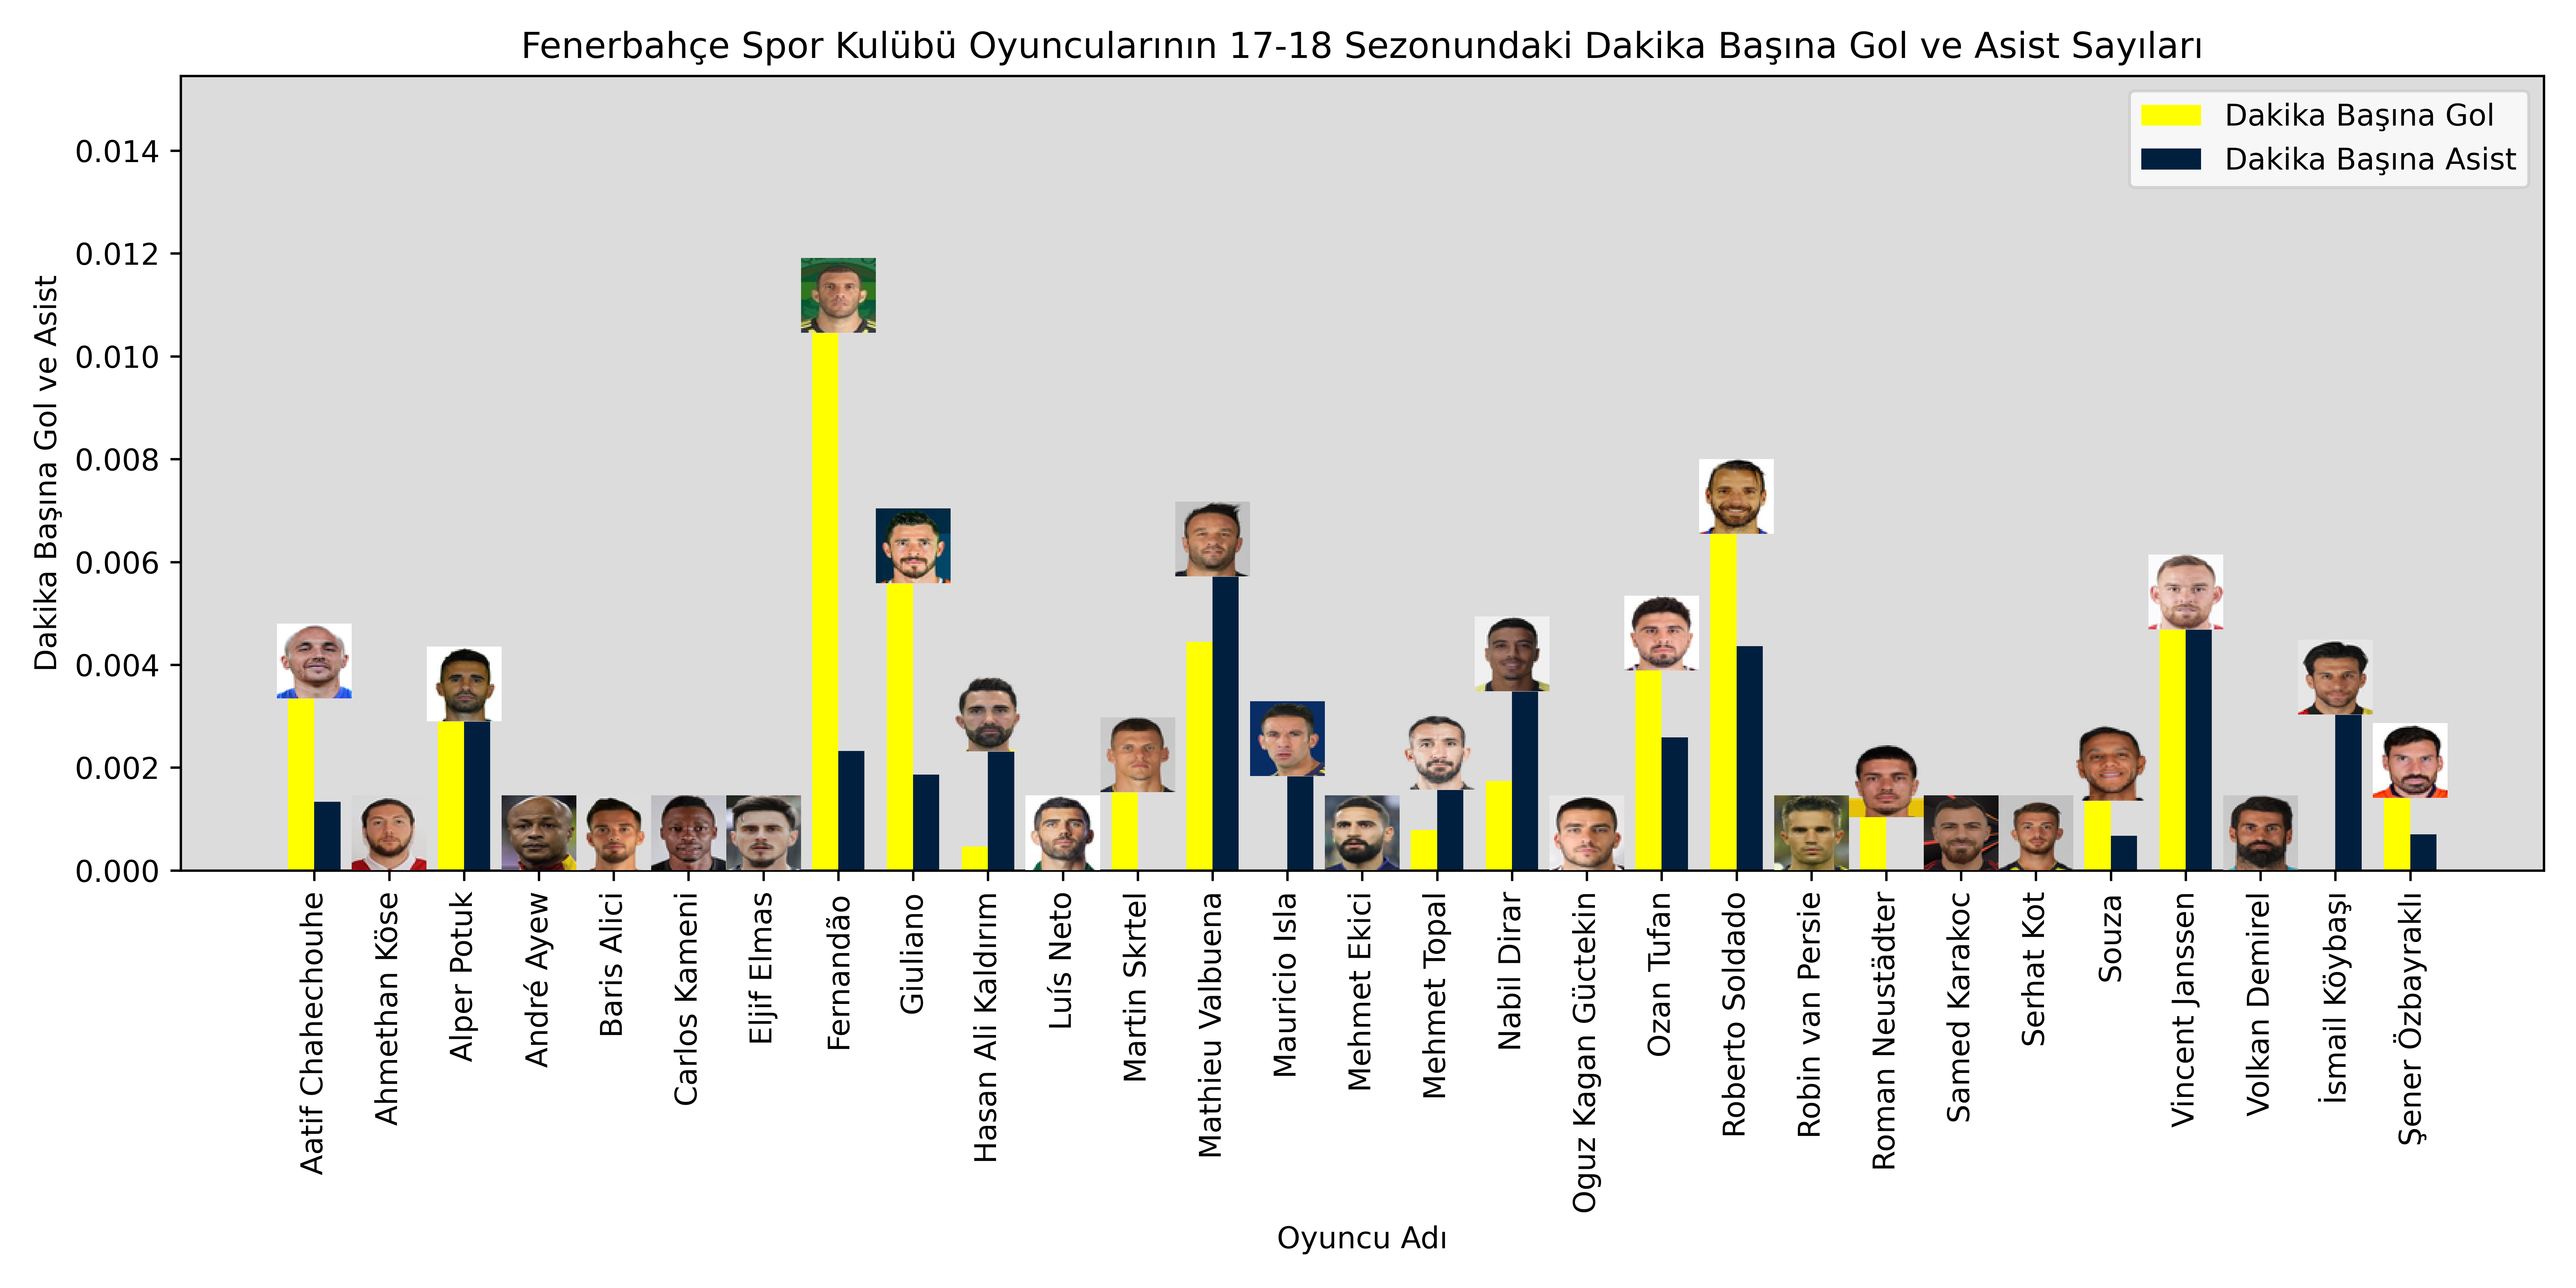 Fenerbahçe Spor Kulübü Oyuncularının 17-18 Sezonundaki Dakika Başına Gol ve Asist Sayıları
Dakika Başına Gol
Dakika Başına Asist
Dakika Başına Gol ve Asist
0.014
0.012
0.010
0.008
0.006
0.004
0.002
0.000
Aatif Chahechouhe
Ahmethan Köse
Alper Potuk
André Ayew
Baris Alici
Carlos Kameni
Eljif Elmas
Fernandão
Giuliano
Hasan Ali Kaldırım
Luís Neto
Martin Skrtel
Mathieu Valbuena
Mauricio Isla
Mehmet Ekici
Mehmet Topal
Nabil Dirar
Oguz Kagan Güctekin
Ozan Tufan
Roberto Soldado
Robin van Persie
Roman Neustädter
Samed Karakoc
Serhat Kot
Souza
Vincent Janssen
Volkan Demirel
İsmail Köybaşı
Şener Özbayraklı
Oyuncu Adı